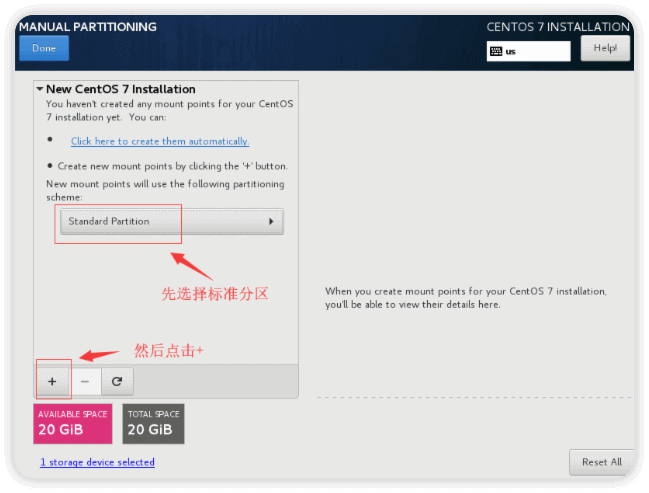 MANUAL PARTITIONING
CENTOS 7 INSTALLATION
Done
us
Help!
New CentOS 7 Installation
You haven't created any mount points for your CentOS
7 installation yet. You can:
• Click here to create them automatically.
• Create new mount points by clicking the '+' button.
New mount points will use the following partitioning
scheme:
Standard Partition
先选择标准分区
When you create mount points for your CentOS 7 installation,
you'll be able to view their details here.
然后点击+
+ −
AVAILABLE SPACE
20 GiB
TOTAL SPACE
20 GiB
1 storage device selected
Reset All